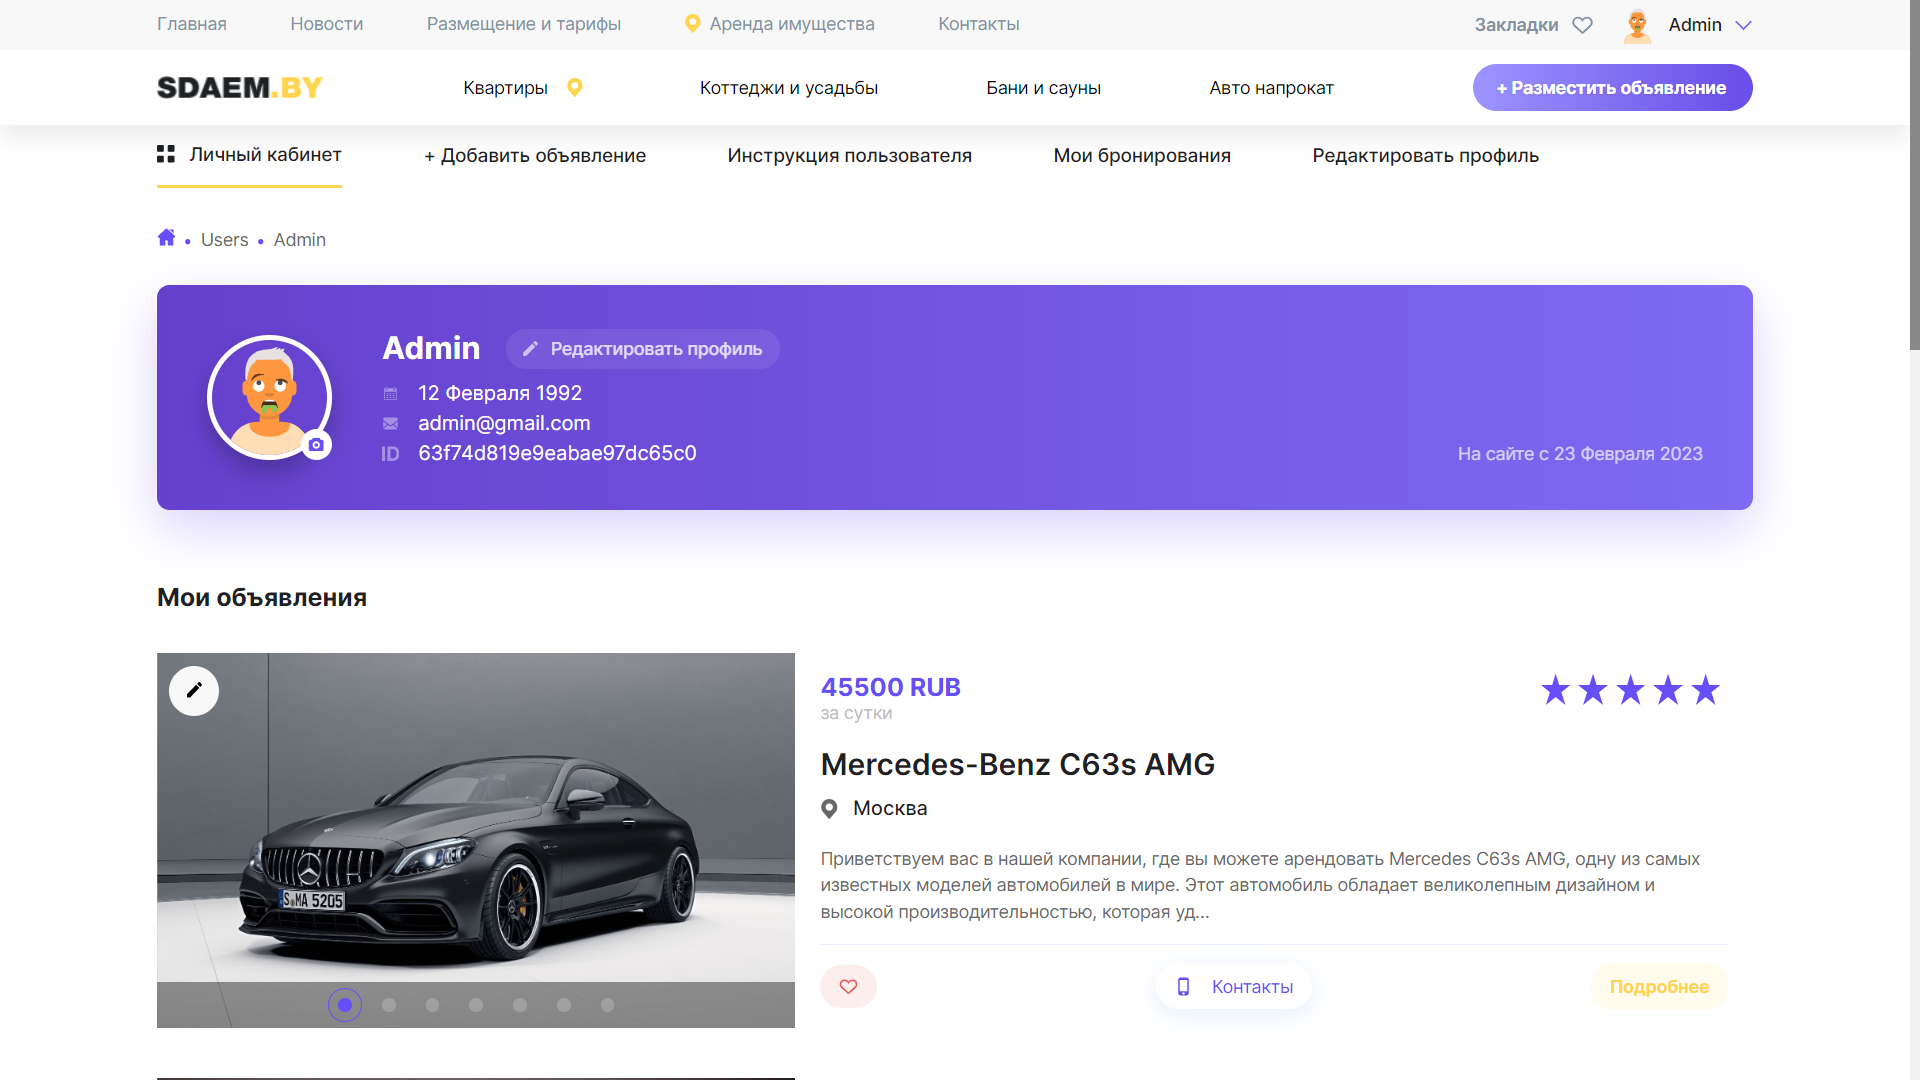 Главная
Новости
Размещение и тарифы
Аренда имущества
Контакты
Закладки
Admin
SDAEM.BY
Квартиры
Коттеджи и усадьбы
Бани и сауны
Авто напрокат
+ Разместить объявление
Личный кабинет
+ Добавить объявление
Инструкция пользователя
Мои бронирования
Редактировать профиль
Users
Admin
Admin
Редактировать профиль
12 Февраля 1992
admin@gmail.com
ID 63f74d819e9eabae97dc65c0
На сайте с 23 Февраля 2023
Мои объявления
S MA 5205
45500 RUB
за сутки
Mercedes-Benz C63s AMG
Москва
Приветствуем вас в нашей компании, где вы можете арендовать Mercedes C63s AMG, одну из самых
известных моделей автомобилей в мире. Этот автомобиль обладает великолепным дизайном и
высокой производительностью, которая уд...
Контакты
Подробнее